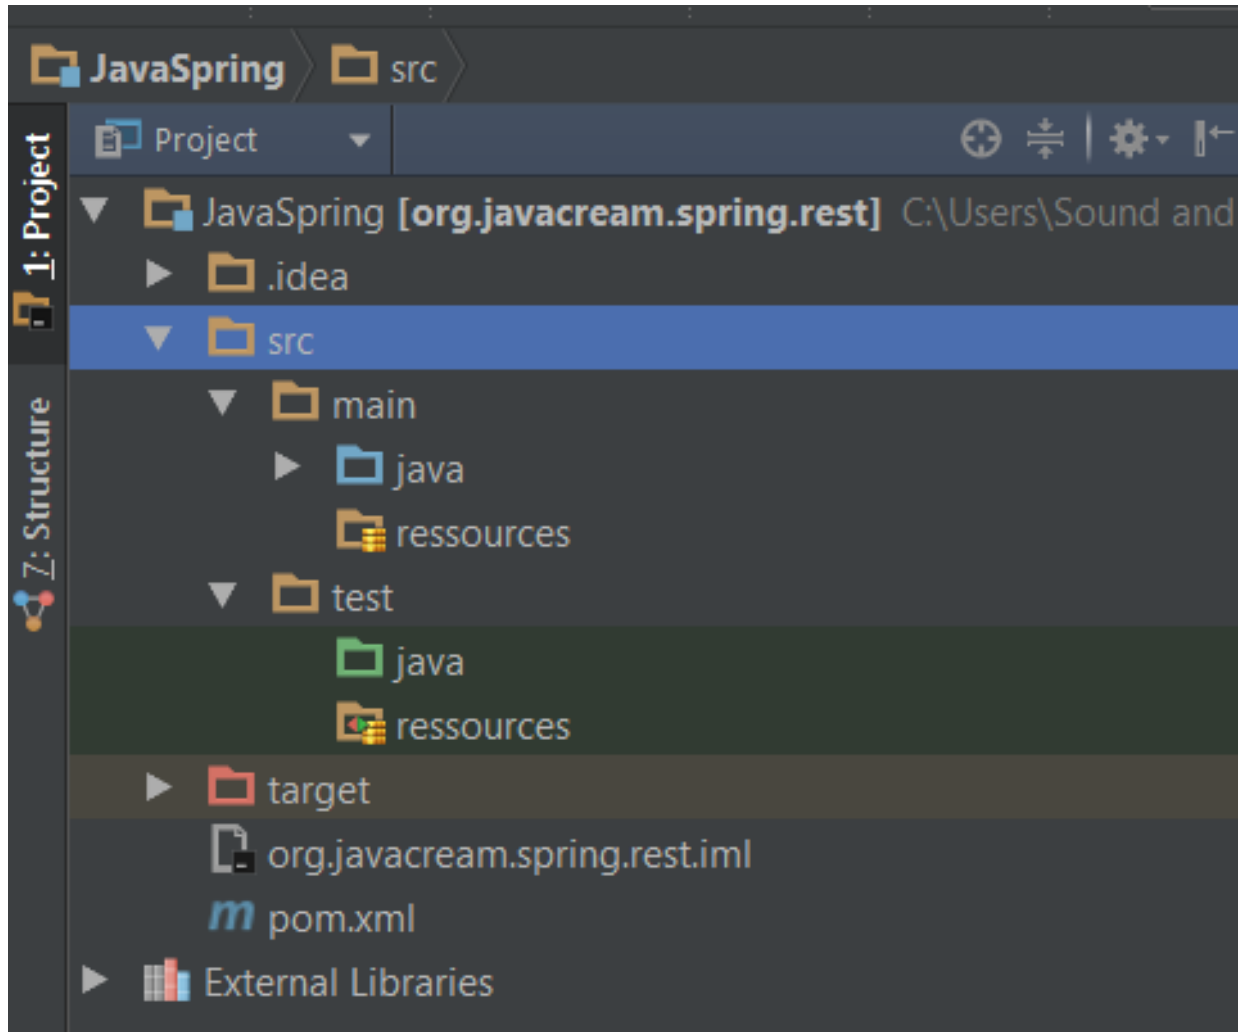 JavaSpring src
1: Project
7: Structure
Project
JavaSpring [org.javacream.spring.rest] C:\Users\Sound and
.idea
src
main
java
ressources
test
java
ressources
target
org.javacream.spring.rest.iml
pom.xml
External Libraries